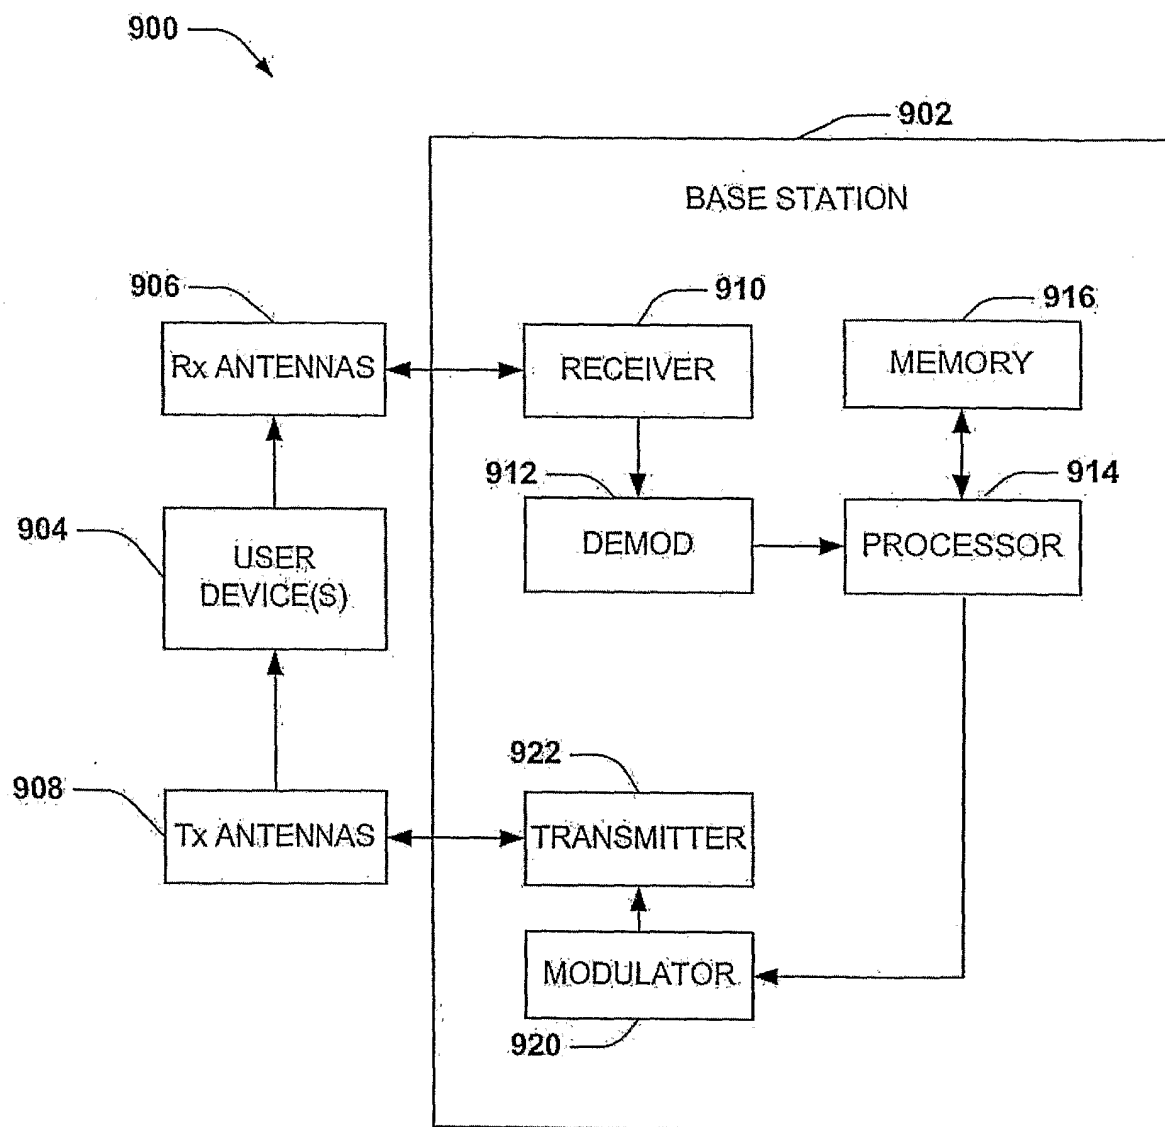 900
902
BASE STATION
906
910
916
Rx ANTENNAS
RECEIVER
MEMORY
912
914
904
USER
DEVICE(S)
DEMOD
PROCESSOR
922
908
Tx ANTENNAS
TRANSMITTER
MODULATOR
920